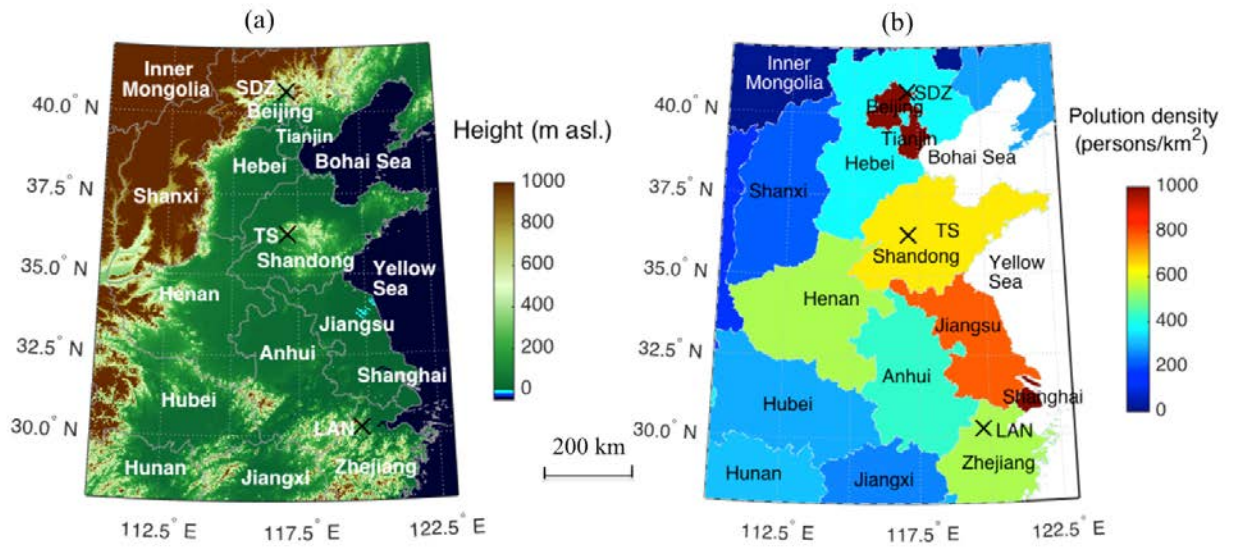 (a)
Inner
Mongolia
SDZ
Beijing
Tianjin
Hebei
Bohai Sea
Shanxi
TS
Shandong
Yellow
Sea
Henan
Jiangsu
Anhui
Shanghai
Hubei
LAN
Hunan
Jiangxi
Zhejiang
40.0° N
37.5° N
35.0° N
32.5° N
30.0° N
112.5° E
117.5° E
122.5° E
Height (m asl.)
1000
800
600
400
200
0
200 km
(b)
Inner
Mongolia
SDZ
Beijing
Tianjin
Hebei
Bohai Sea
Shanxi
TS
Shandong
Yellow
Sea
Henan
Jiangsu
Anhui
Shanghai
Hubei
LAN
Zhejiang
Hunan
Jiangxi
40.0° N
37.5° N
35.0° N
32.5° N
30.0° N
112.5° E
117.5° E
122.5° E
Polution density
(persons/km²)
1000
800
600
400
200
0